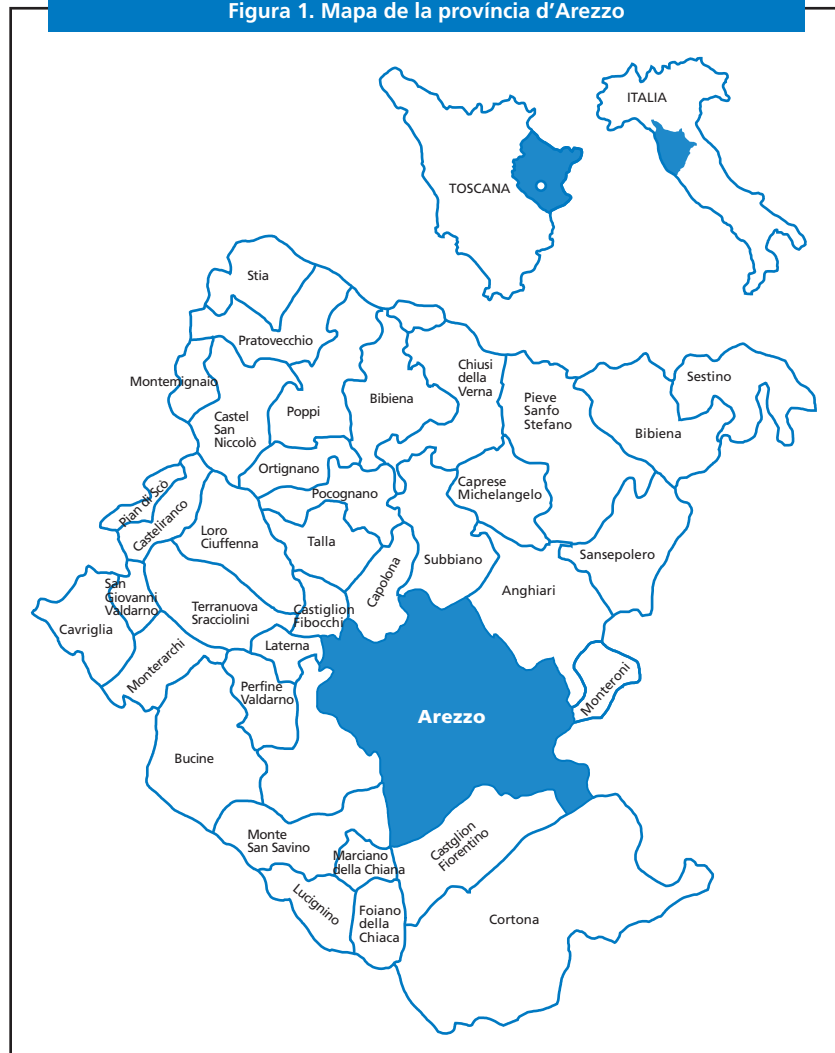 Figura 1. Mapa de la província d'Arezzo
ITALIA
TOSCANA
Stia
Pratovecchio
Montemignaio
Castel
San
Niccolò
Poppi
Bibiena
Chiusi
della
Verna
Pieve
Sanfo
Stefano
Sestino
Bibiena
Ortignano
Pocognano
Caprese
Michelangelo
Pian di Scò
Casteliranco
Loro
Ciuffenna
Talla
Capolona
Subbiano
Anghiari
Sansepolero
San
Giovanni
Valdarno
Cavriglia
Terranuova
Sracciolini
Castiglion
Fibocchi
Monterarchi
Laterna
Perfine
Valdarno
Monteroni
Arezzo
Bucine
Monte
San Savino
Marciano
della Chiana
Castglion
Fiorentino
Lucignino
Foiano
della
Chiaca
Cortona